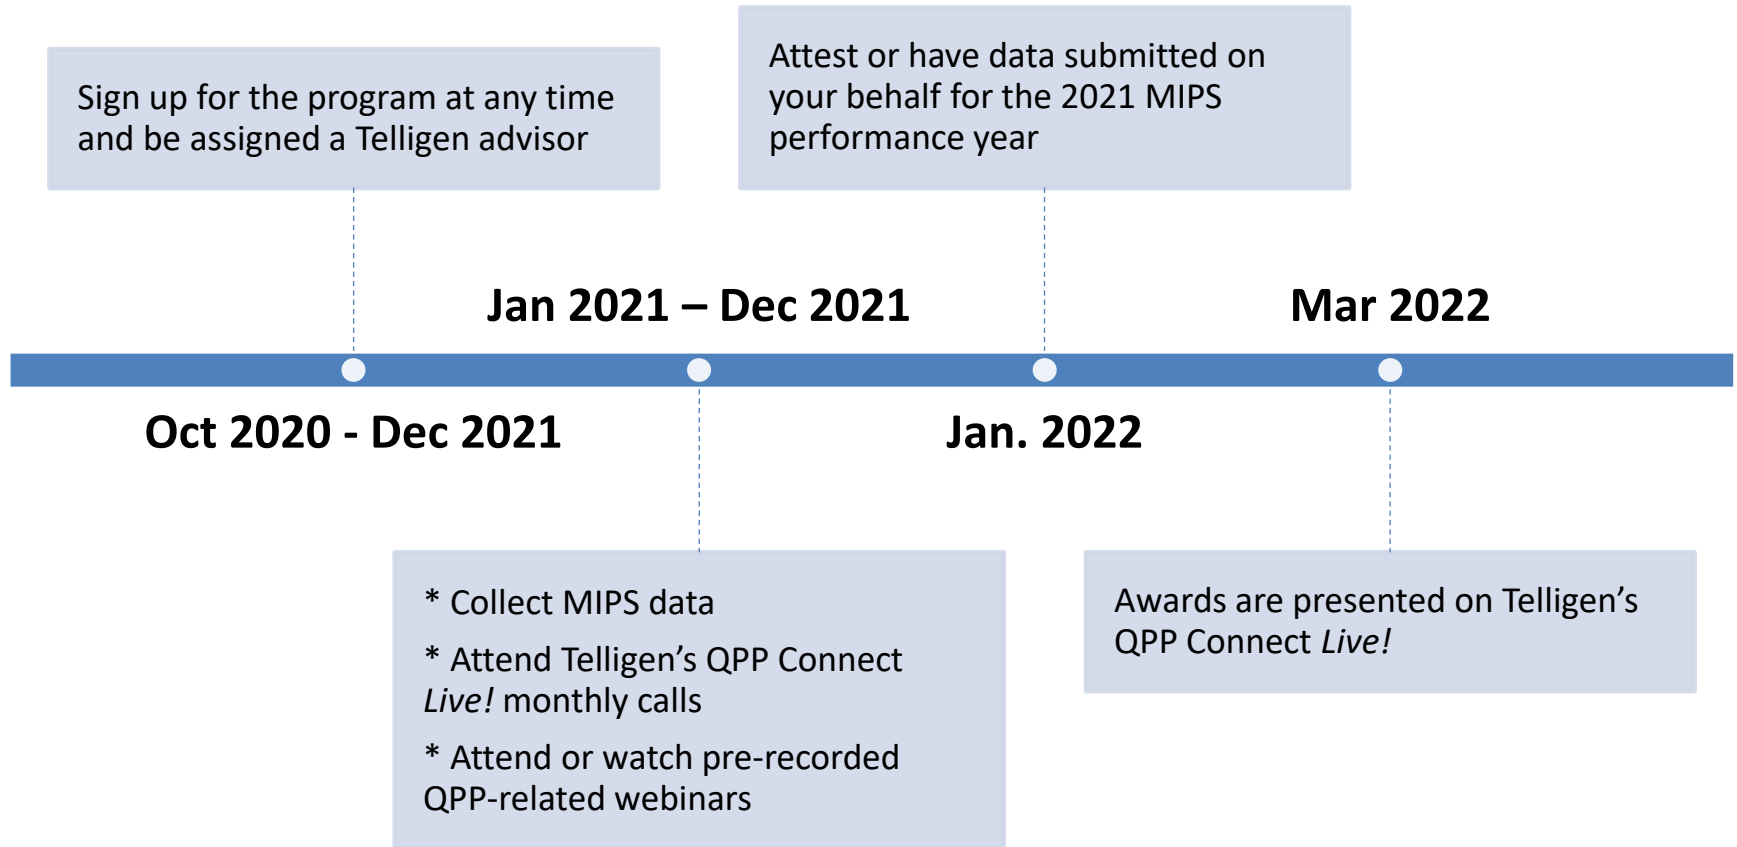 Sign up for the program at any time
and be assigned a Telligen advisor
Attest or have data submitted on
your behalf for the 2021 MIPS
performance year
Jan 2021 – Dec 2021
Mar 2022
Oct 2020 - Dec 2021
Jan. 2022
* Collect MIPS data
* Attend Telligen’s QPP Connect
Live! monthly calls
* Attend or watch pre-recorded
QPP-related webinars
Awards are presented on Telligen’s
QPP Connect Live!